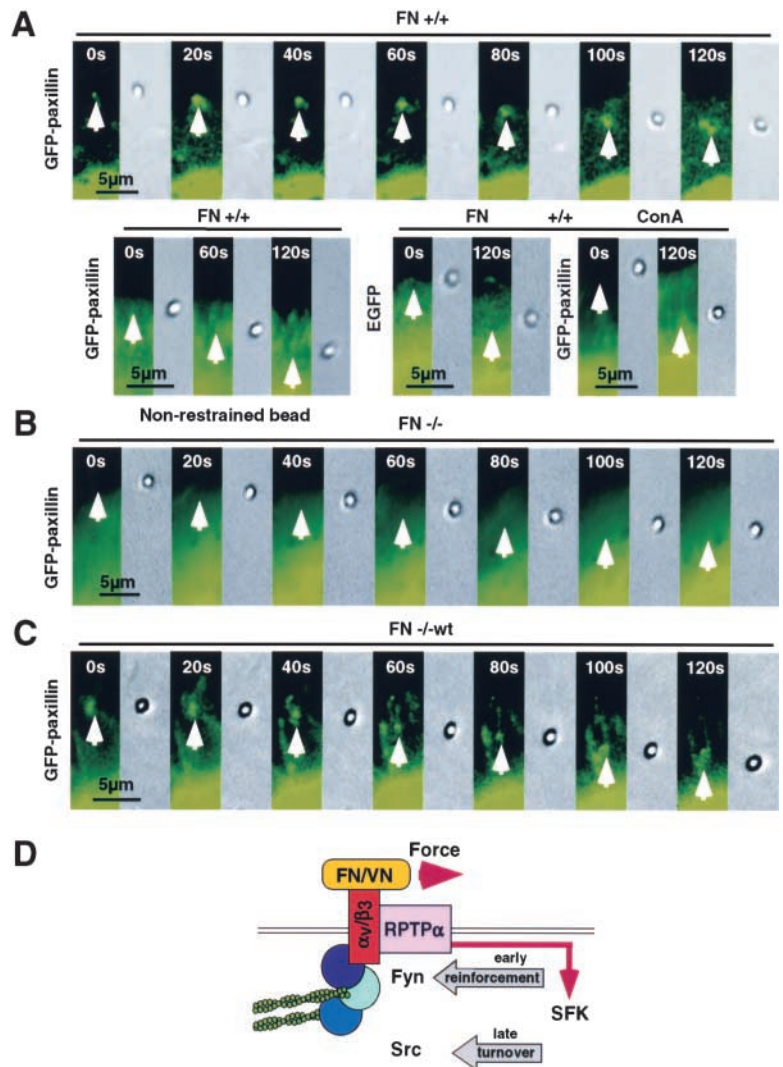 A
FN +/+
GFP-paxillin
0s 20s 40s 60s 80s 100s 120s
5µm
FN +/+
GFP-paxillin
0s 60s 120s
5µm
Non-restrained bead
FN +/+
EGFP
0s 120s
5µm
ConA
GFP-paxillin
0s 120s
5µm
B
FN -/-
GFP-paxillin
0s 20s 40s 60s 80s 100s 120s
5µm
C
FN -/-wt
GFP-paxillin
0s 20s 40s 60s 80s 100s 120s
5µm
D
Force
FN/VN
αv/β3
RPTPα
early
Fyn reinforcement
SFK
late
Src turnover